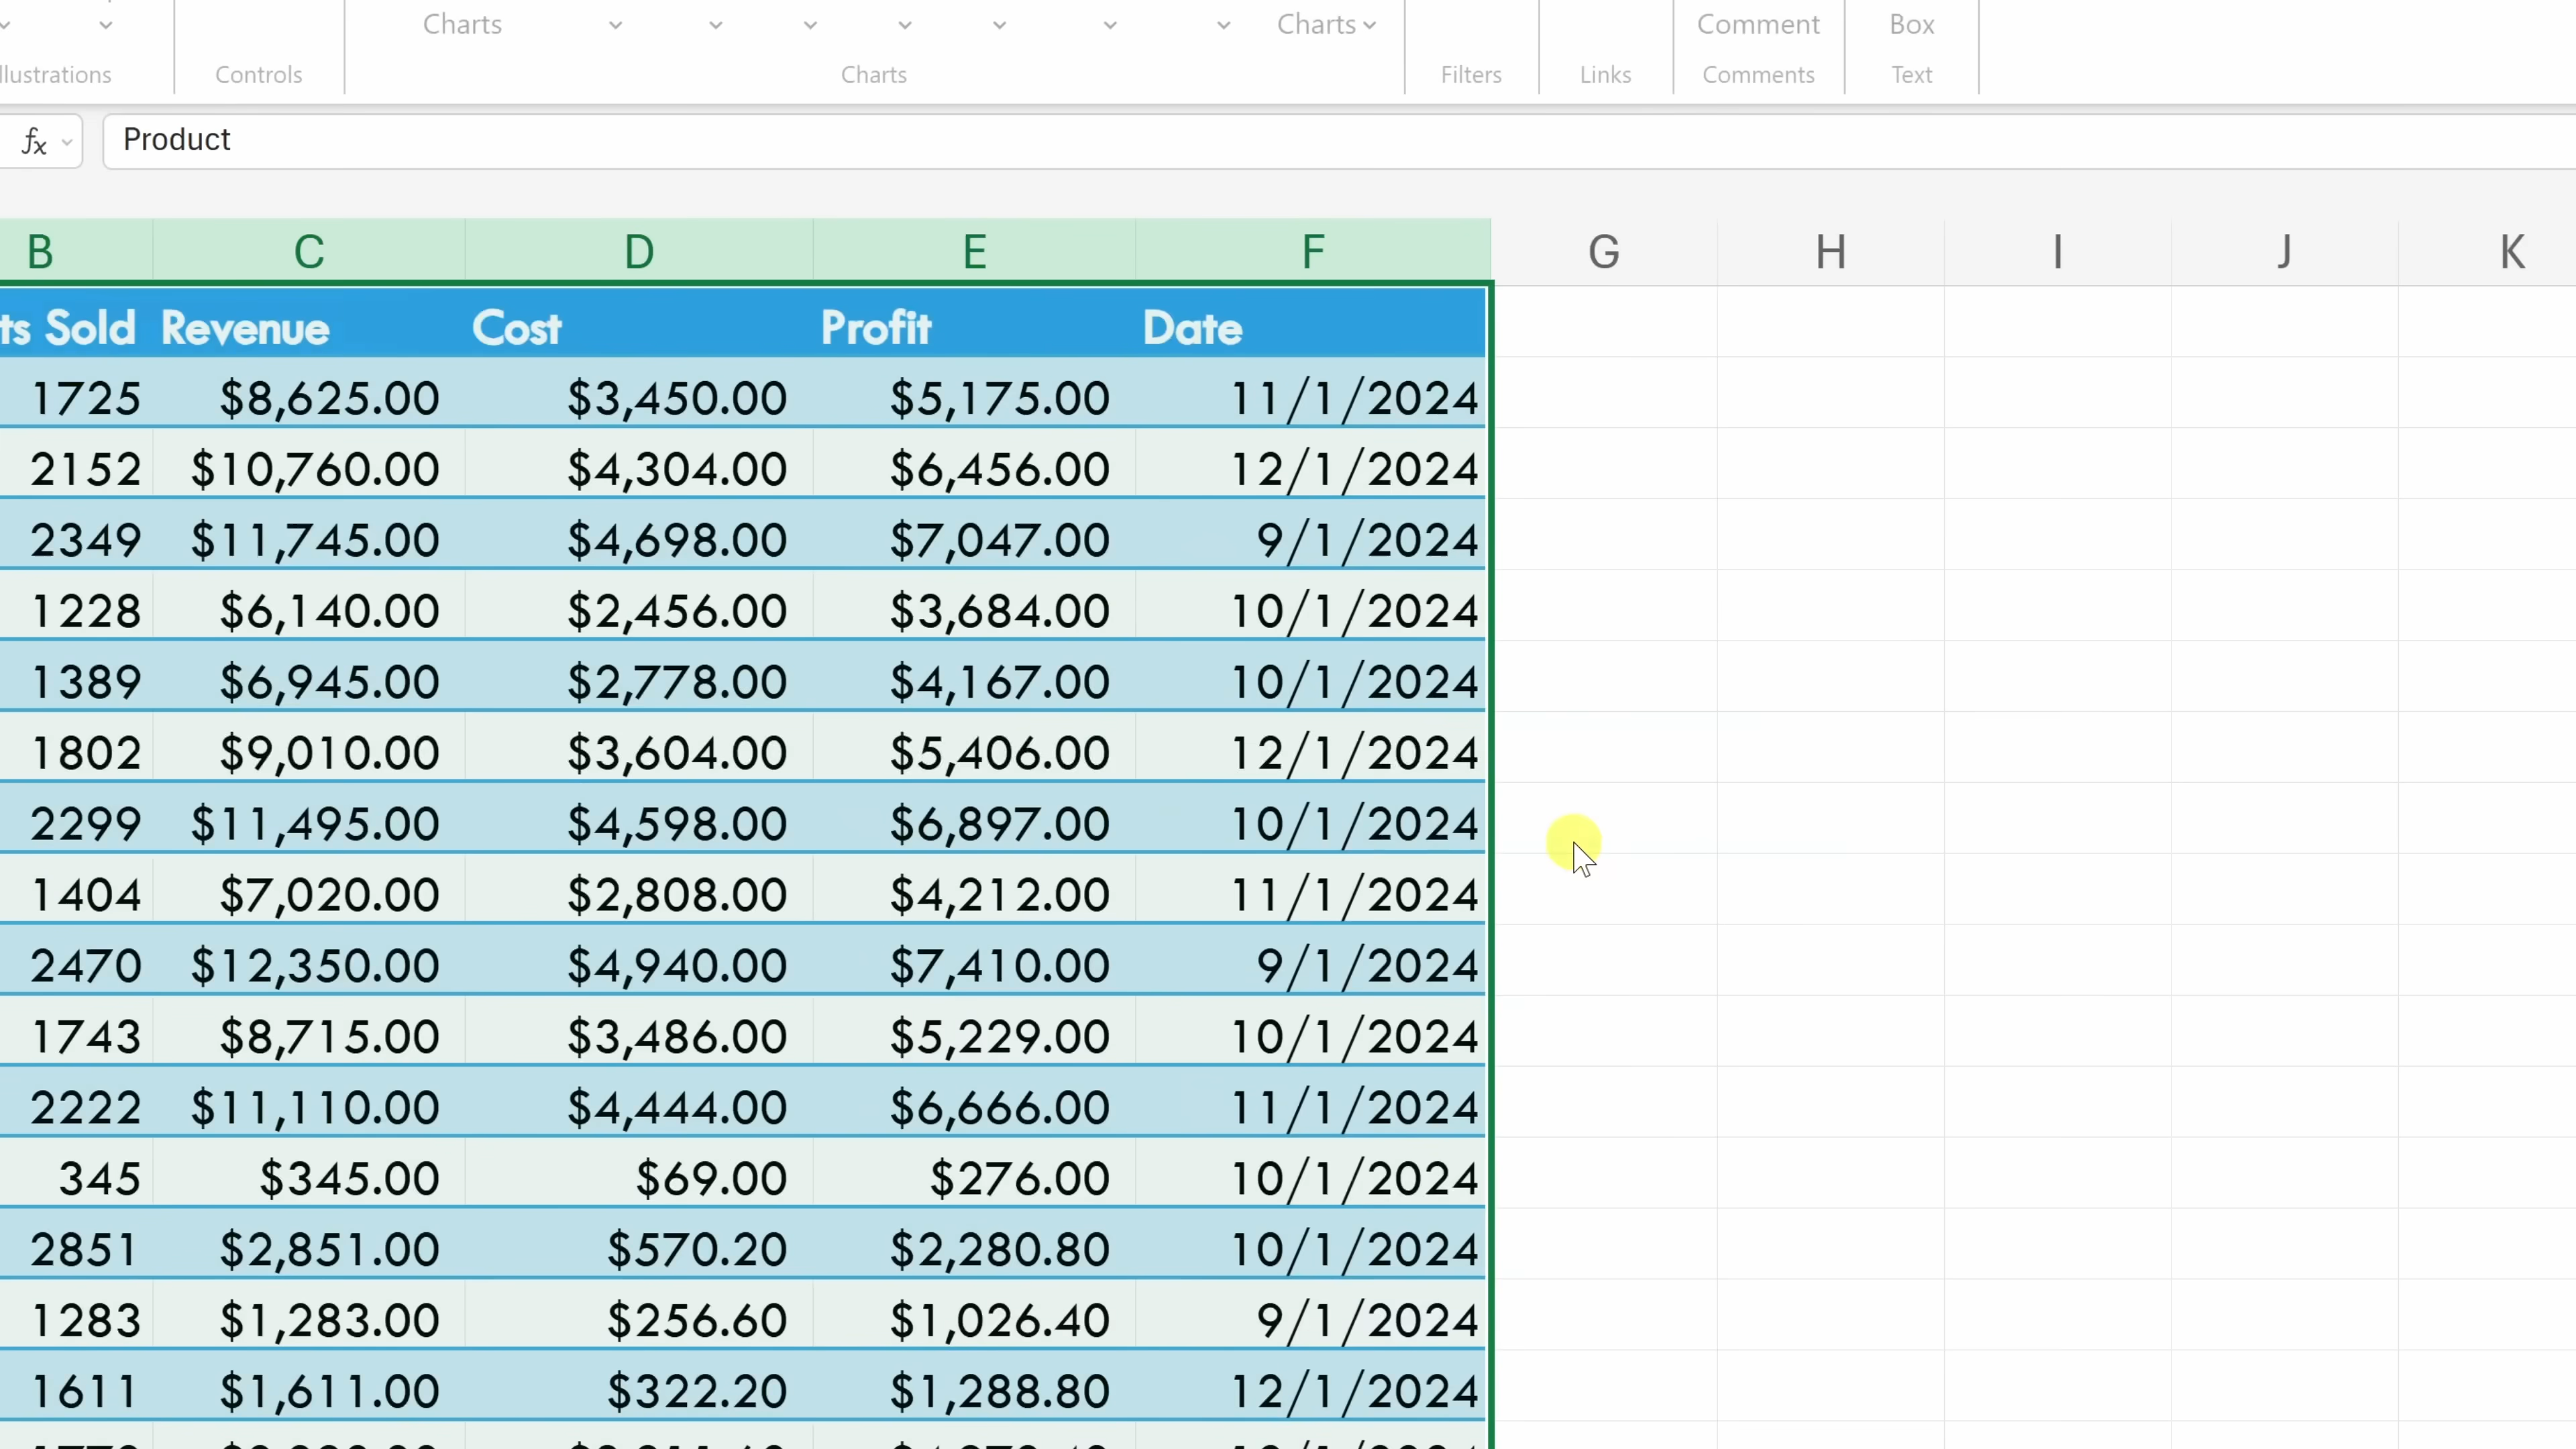 Charts Charts
llustrations Controls Charts Filters Links Comment Comments Box Text
fx Product
B C D E F G H I J K
ts Sold Revenue Cost Profit Date
1725 $8,625.00 $3,450.00 $5,175.00 11/1/2024
2152 $10,760.00 $4,304.00 $6,456.00 12/1/2024
2349 $11,745.00 $4,698.00 $7,047.00 9/1/2024
1228 $6,140.00 $2,456.00 $3,684.00 10/1/2024
1389 $6,945.00 $2,778.00 $4,167.00 10/1/2024
1802 $9,010.00 $3,604.00 $5,406.00 12/1/2024
2299 $11,495.00 $4,598.00 $6,897.00 10/1/2024
1404 $7,020.00 $2,808.00 $4,212.00 11/1/2024
2470 $12,350.00 $4,940.00 $7,410.00 9/1/2024
1743 $8,715.00 $3,486.00 $5,229.00 10/1/2024
2222 $11,110.00 $4,444.00 $6,666.00 11/1/2024
345 $345.00 $69.00 $276.00 10/1/2024
2851 $2,851.00 $570.20 $2,280.80 10/1/2024
1283 $1,283.00 $256.60 $1,026.40 9/1/2024
1611 $1,611.00 $322.20 $1,288.80 12/1/2024